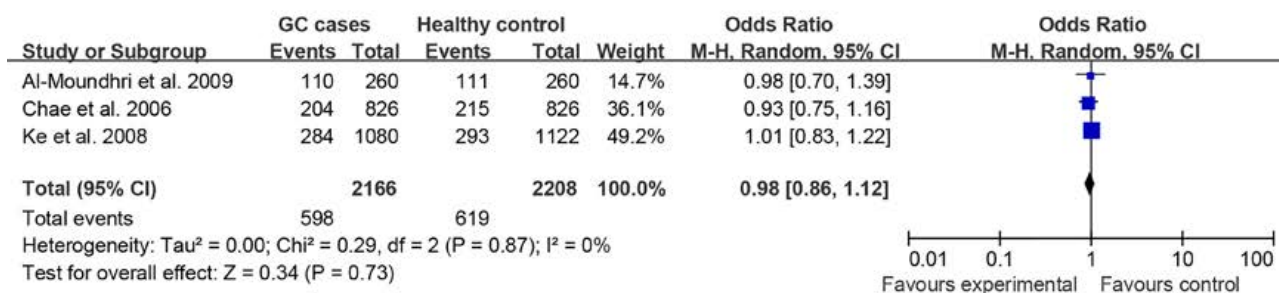 GC cases Healthy control Odds Ratio Odds Ratio
Study or Subgroup Events Total Events Total Weight M-H, Random, 95% CI M-H, Random, 95% CI
Al-Moundhri et al. 2009 110 260 111 260 14.7% 0.98 [0.70, 1.39]
Chae et al. 2006 204 826 215 826 36.1% 0.93 [0.75, 1.16]
Ke et al. 2008 284 1080 293 1122 49.2% 1.01 [0.83, 1.22]
Total (95% CI) 2166 2208 100.0% 0.98 [0.86, 1.12]
Total events 598 619
Heterogeneity: Tau² = 0.00; Chi² = 0.29, df = 2 (P = 0.87); I² = 0%
Test for overall effect: Z = 0.34 (P = 0.73)
0.01 0.1 1 10 100
Favours experimental Favours control